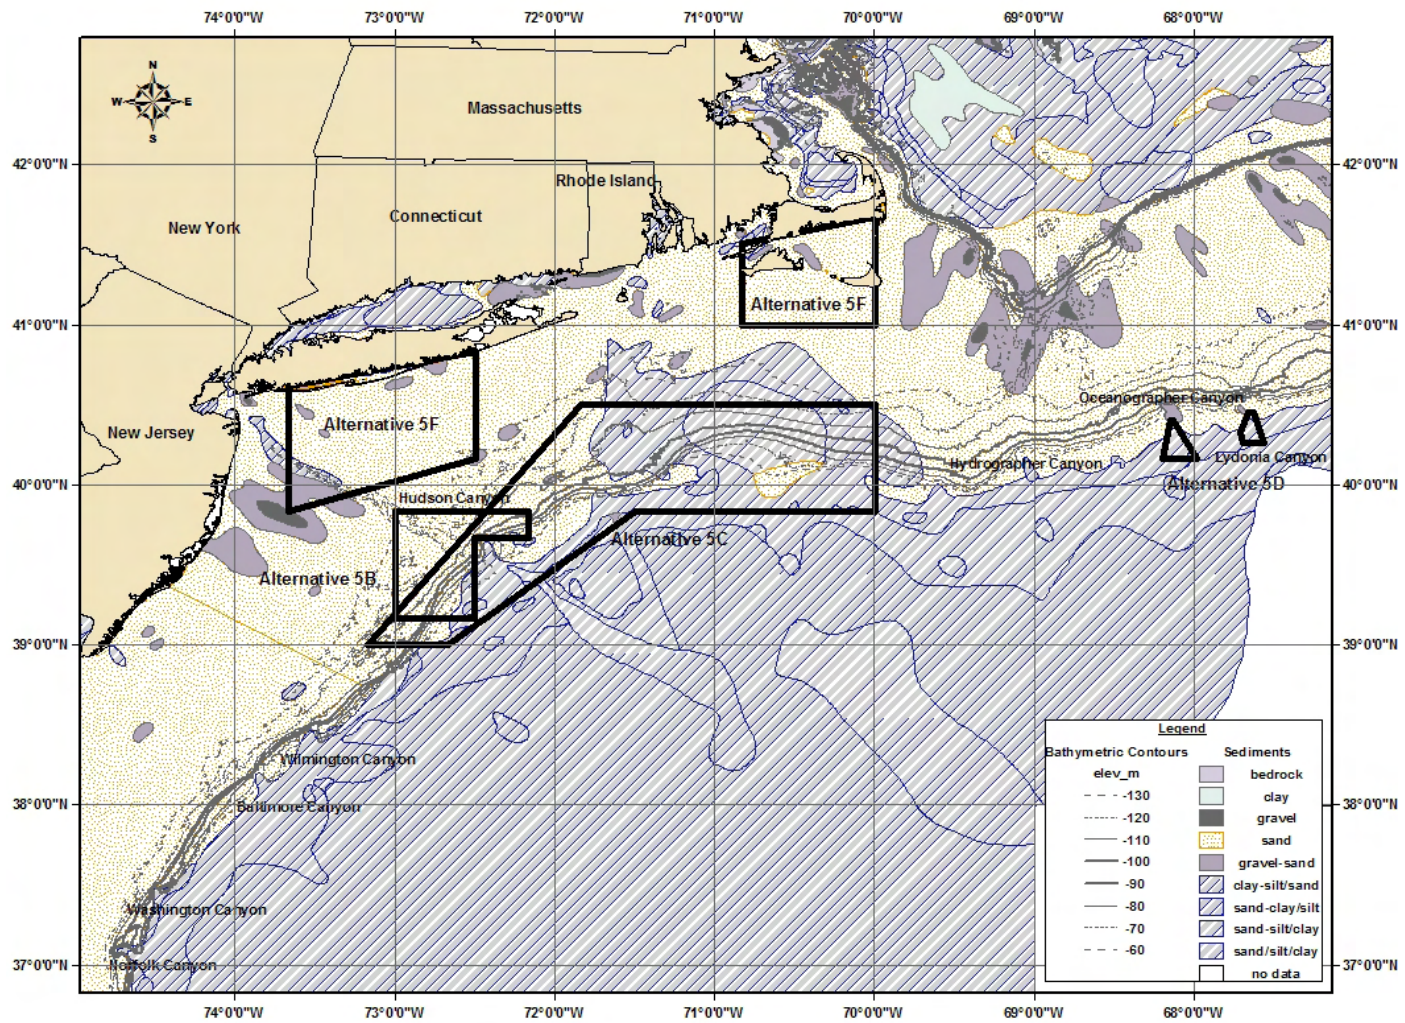 74°0'0"W 73°0'0"W 72°0'0"W 71°0'0"W 70°0'0"W 69°0'0"W 68°0'0"W
N
W E
S
Massachusetts
42°0'0"N 42°0'0"N
Rhode Island
Connecticut
New York
Alternative 5F
41°0'0"N 41°0'0"N
Oceanographer Canyon
Alternative 5F
New Jersey
Lydonia Canyon
Hydrographer Canyon
40°0'0"N 40°0'0"N
Alternative 5D
Hudson Canyon
Alternative 5C
Alternative 5B
39°0'0"N 39°0'0"N
Wilmington Canyon
Baltimore Canyon
38°0'0"N 38°0'0"N
Washington Canyon
Norfolk Canyon
37°0'0"N 37°0'0"N
Legend
Bathymetric Contours
elev_m
-130
-120
-110
-100
-90
-80
-70
-60
Sediments
bedrock
clay
gravel
sand
gravel-sand
clay-silt/sand
sand-clay/silt
sand-silt/clay
sand/silt/clay
no data
74°0'0"W 73°0'0"W 72°0'0"W 71°0'0"W 70°0'0"W 69°0'0"W 68°0'0"W